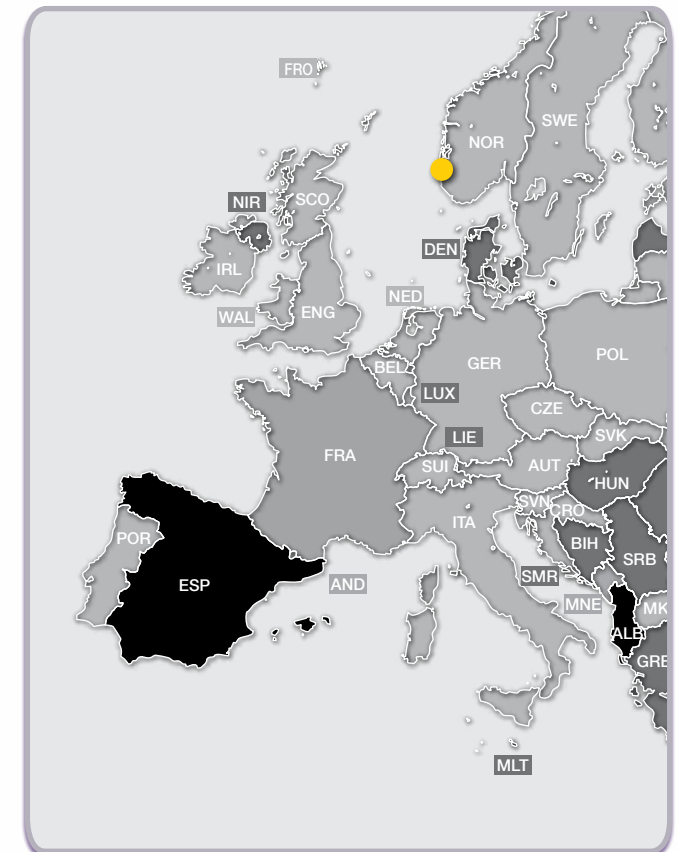 FRO
SWE
NOR
SCO
NIR
DEN
IRL
NED
WAL
ENG
POL
GER
BEL
LUX
CZE
LIE
SVK
FRA
SUI
AUT
HUN
SVN
CRO
ITA
POR
BIH
SRB
SMR
ESP
AND
MNE
MK
ALB
GRE
MLT